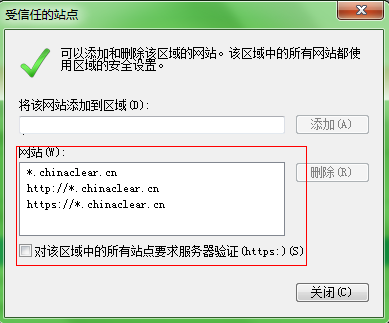 受信任的站点
可以添加和删除该区域的网站。该区域中的所有网站都使
用区域的安全设置。
将该网站添加到区域(D):
添加(A)
网站(W):
*.chinaclear.cn
http://*.chinaclear.cn
https://*.chinaclear.cn
删除(R)
对该区域中的所有站点要求服务器验证(https:)(S)
关闭(C)